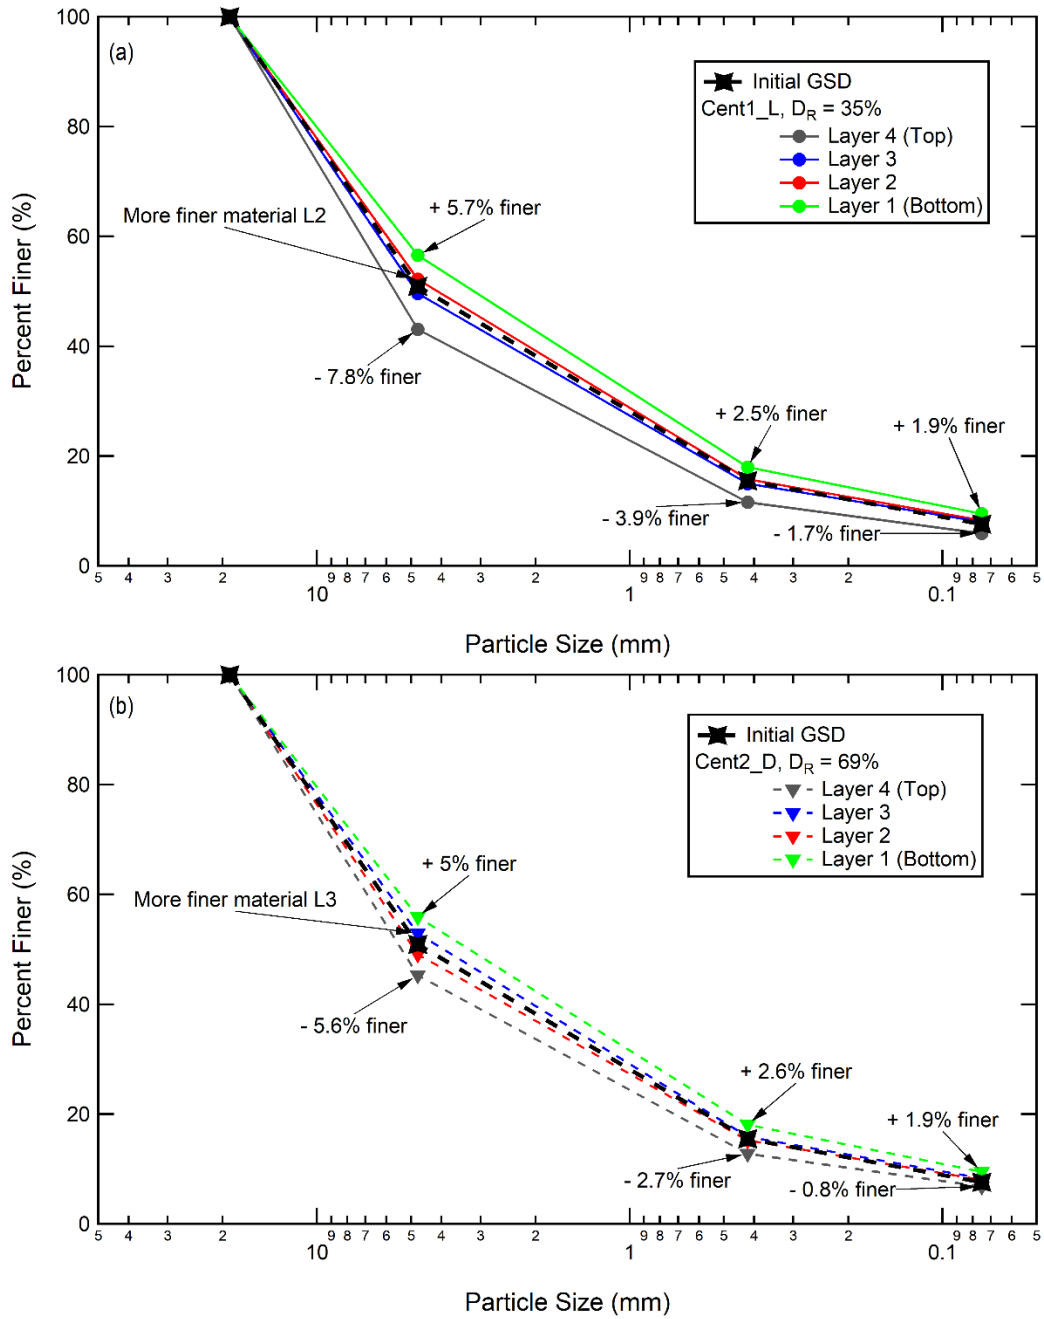 (a)
Initial GSD
Cent1_L, D_R = 35%
Layer 4 (Top)
Layer 3
Layer 2
Layer 1 (Bottom)
More finer material L2
+ 5.7% finer
- 7.8% finer
+ 2.5% finer
+ 1.9% finer
- 3.9% finer
- 1.7% finer
Percent Finer (%)
100
80
60
40
20
0
5 4 3 2 9 8 7 6 5 4 3 2 9 8 7 6 5 4 3 2 9 8 7 6 5
10 1 0.1
Particle Size (mm)
(b)
Initial GSD
Cent2_D, D_R = 69%
Layer 4 (Top)
Layer 3
Layer 2
Layer 1 (Bottom)
+ 5% finer
More finer material L3
- 5.6% finer
+ 2.6% finer
+ 1.9% finer
- 2.7% finer
- 0.8% finer
Percent Finer (%)
100
80
60
40
20
0
5 4 3 2 9 8 7 6 5 4 3 2 9 8 7 6 5 4 3 2 9 8 7 6 5
10 1 0.1
Particle Size (mm)